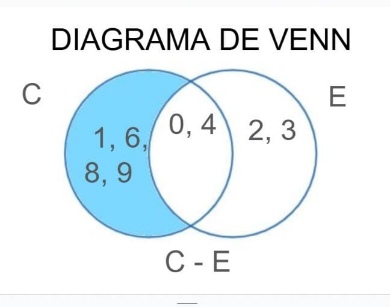 DIAGRAMA DE VENN
C
E
1, 6,
0, 4
2, 3
8, 9
C - E